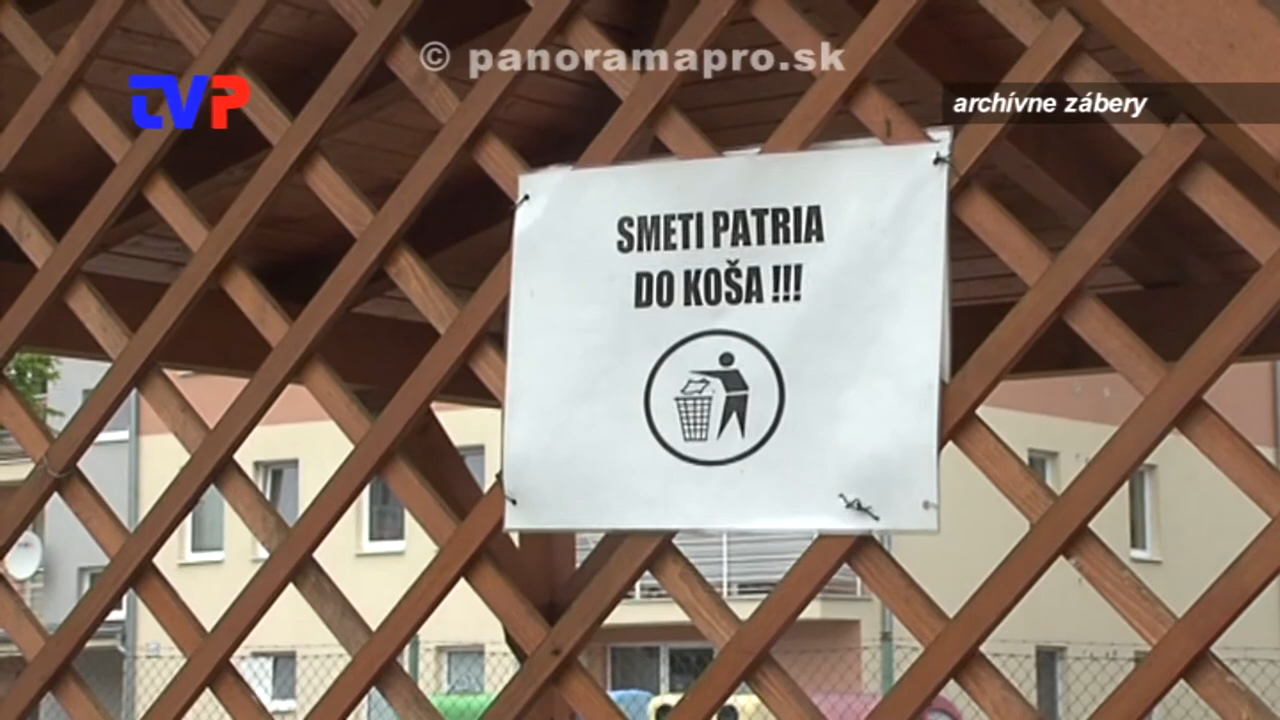 © panoramapro.sk
TVP
archívne zábery
SMETI PATRIA
DO KOŠA !!!